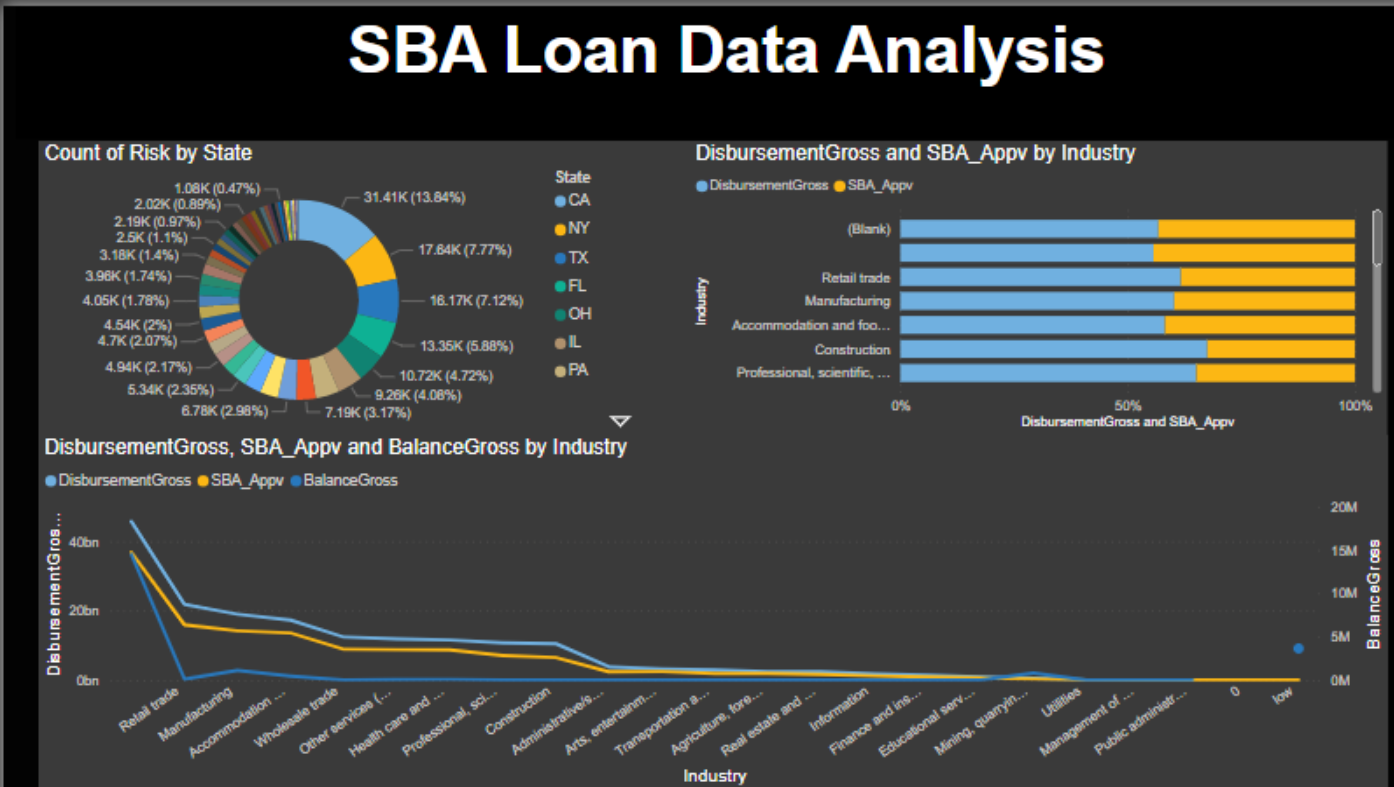 SBA Loan Data Analysis
Count of Risk by State
1.08K (0.47%)
2.02K (0.89%)
2.19K (0.97%)
2.5K (1.1%)
3.18K (1.4%)
3.96K (1.74%)
4.05K (1.78%)
4.54K (2%)
4.7K (2.07%)
4.94K (2.17%)
5.34K (2.35%)
6.78K (2.98%)
31.41K (13.84%)
17.64K (7.77%)
16.17K (7.12%)
13.35K (5.88%)
10.72K (4.72%)
9.26K (4.08%)
7.19K (3.17%)
State
CA
NY
TX
FL
OH
IL
PA
DisbursementGross and SBA_Appv by Industry
DisbursementGross SBA_Appv
Industry
(Blank)
Retail trade
Manufacturing
Accommodation and foo...
Construction
Professional, scientific, ...
0% 50% 100%
DisbursementGross and SBA_Appv
DisbursementGross, SBA_Appv and BalanceGross by Industry
DisbursementGross SBA_Appv BalanceGross
DisbursementGros...
40bn
20bn
0bn
20M
15M
10M
5M
0M
BalanceGross
Retail trade
Manufacturing
Accommodation ...
Wholesale trade
Other services (...
Health care and ...
Professional, sci...
Construction
Administrative/s...
Arts, entertainm...
Transportation a...
Agriculture, fore...
Real estate and ...
Information
Finance and ins...
Educational serv...
Mining, quarryin...
Utilities
Management of ...
Public administr...
0
low
Industry